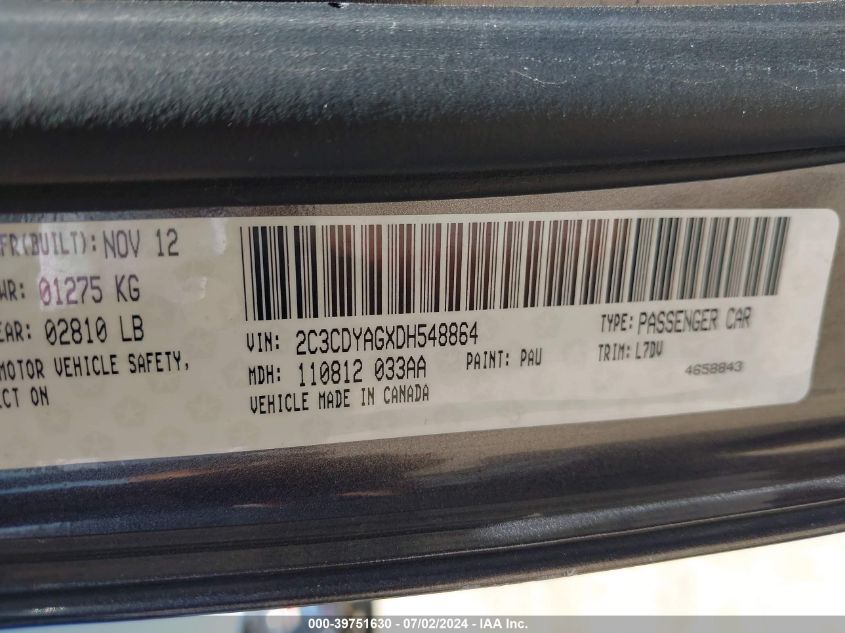 FR(BUILT): NOV 12
WR: 01275 KG
EAR: 02810 LB
MOTOR VEHICLE SAFETY,
ECT ON
VIN: 2C3CDYAGXDH548864
TYPE: PASSENGER CAR
MDH: 110812 033AA
PAINT: PAU
TRIM: L7DV
VEHICLE MADE IN CANADA
4658843
000-39751630 - 07/02/2024 - IAA Inc.